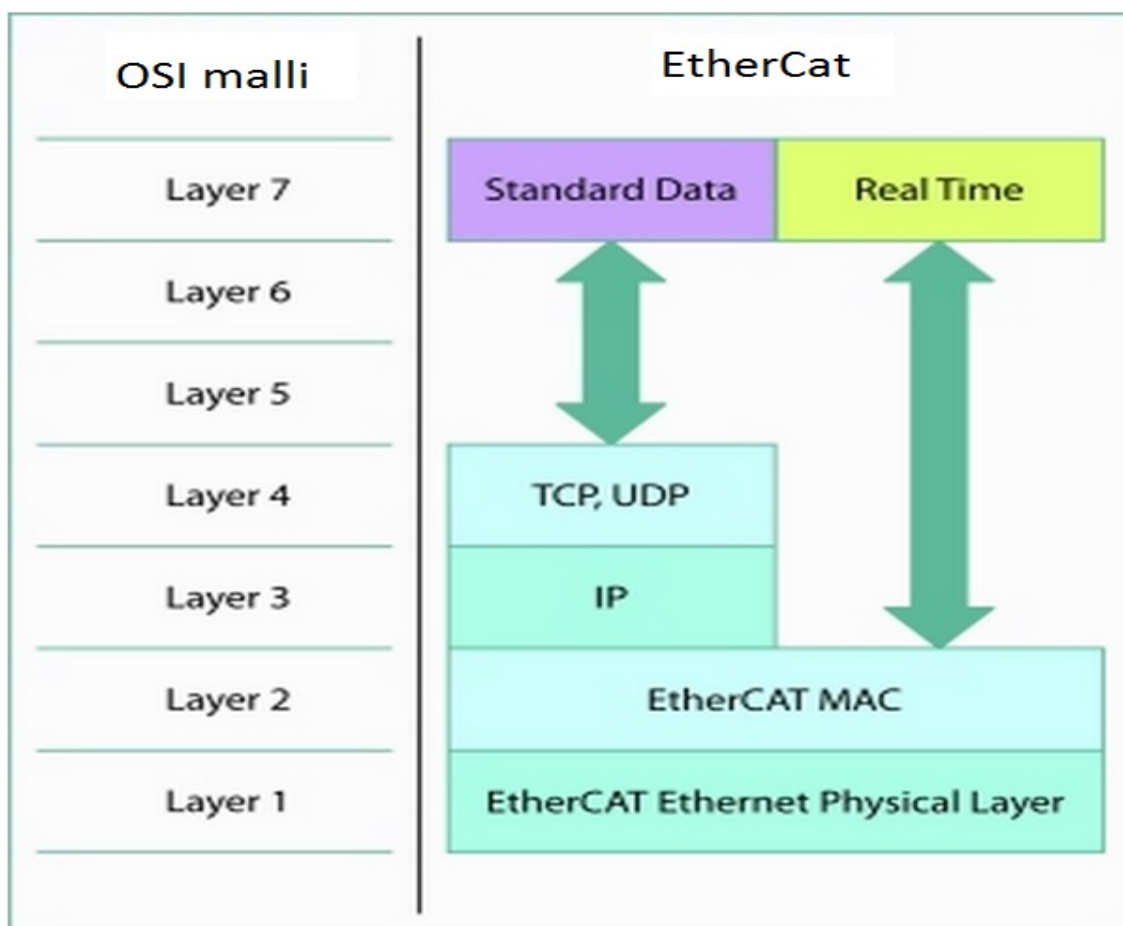 OSI malli
EtherCat
Layer 7
Standard Data
Real Time
Layer 6
Layer 5
Layer 4
TCP, UDP
Layer 3
IP
Layer 2
EtherCAT MAC
Layer 1
EtherCAT Ethernet Physical Layer